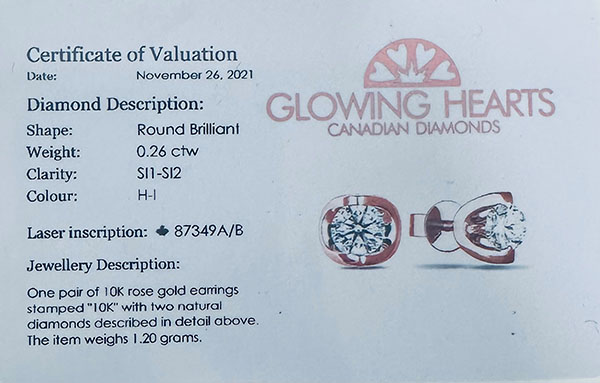 Certificate of Valuation
Date: November 26, 2021
Diamond Description:
Shape: Round Brilliant
Weight: 0.26 ctw
Clarity: SI1-SI2
Colour: H-I
Laser inscription: 87349A/B
Jewellery Description:
One pair of 10K rose gold earrings
stamped "10K" with two natural
diamonds described in detail above.
The item weighs 1.20 grams.
GLOWING HEARTS
CANADIAN DIAMONDS